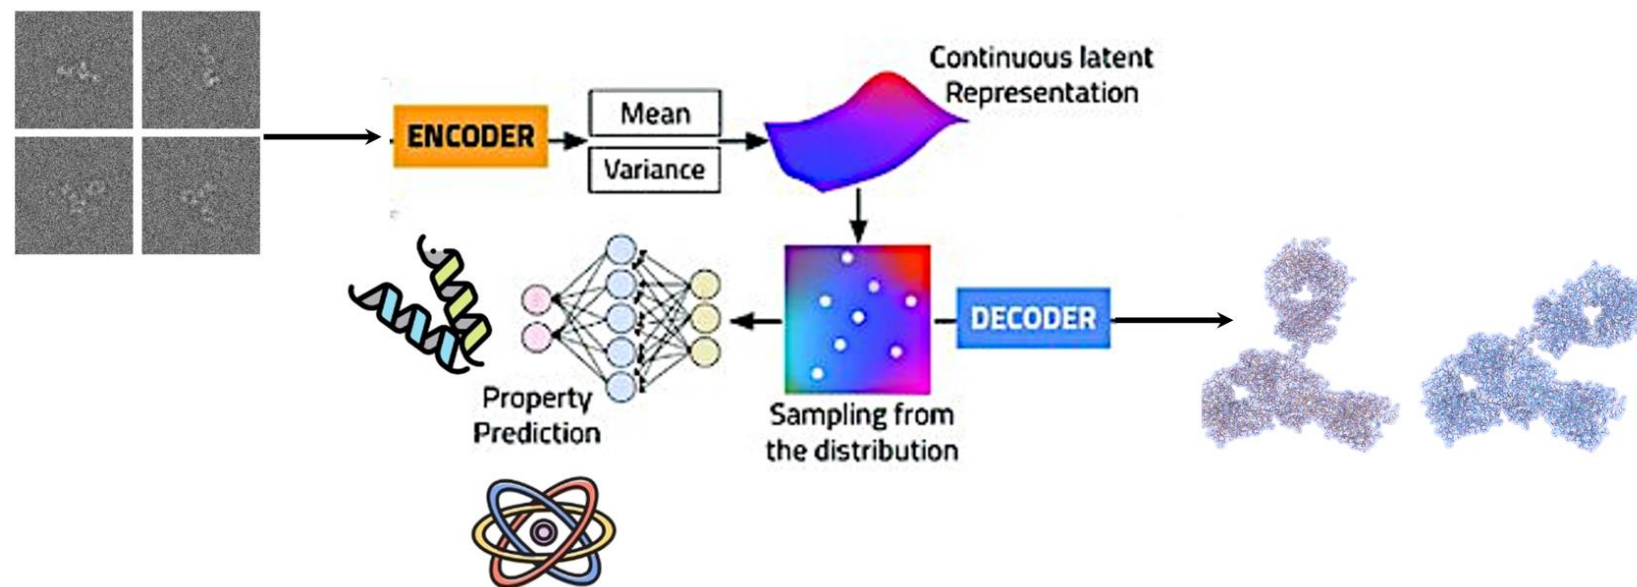 Continuous latent
Representation
ENCODER
Mean
Variance
DECODER
Property
Prediction
Sampling from
the distribution